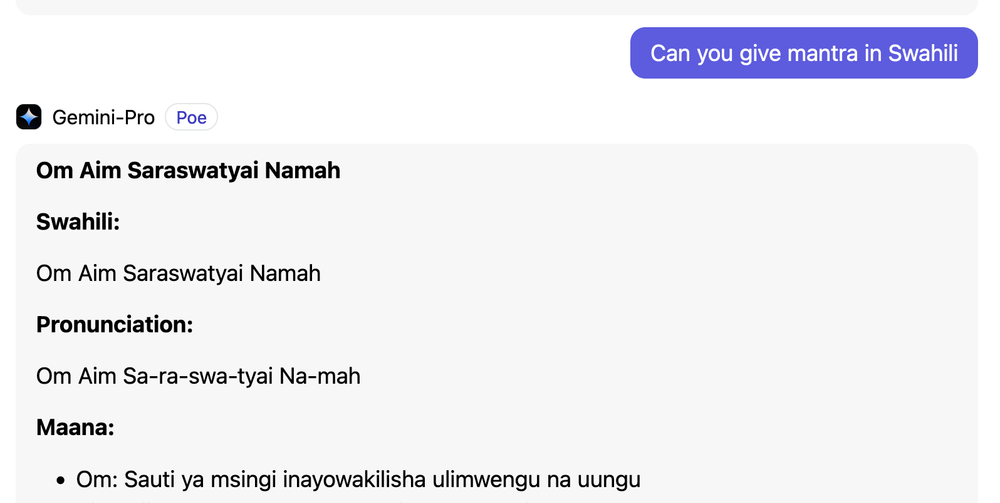 Can you give mantra in Swahili
Gemini-Pro Poe
Om Aim Saraswatyai Namah
Swahili:
Om Aim Saraswatyai Namah
Pronunciation:
Om Aim Sa-ra-swa-tyai Na-mah
Maana:
• Om: Sauti ya msingi inayowakilisha ulimwengu na uungu